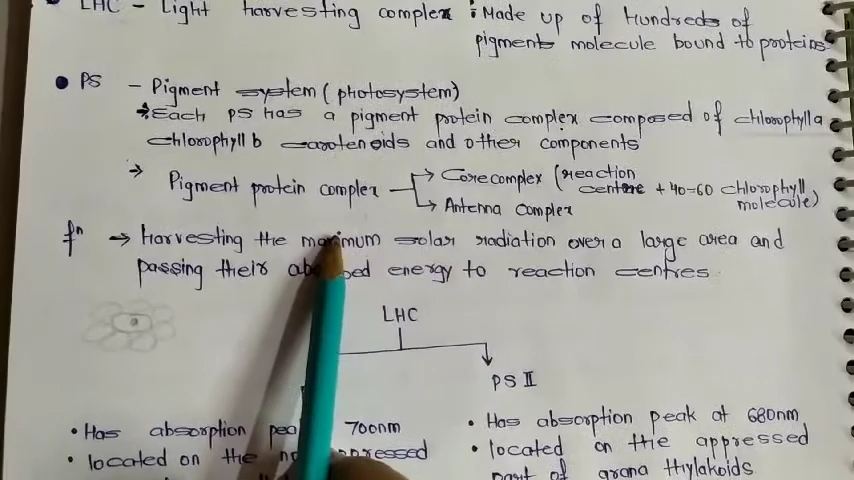 LHC - Light harvesting complex : Made up of hundreds of
pigments molecule bound to proteins
• PS - Pigment system (photosystem)
→ Each PS has a pigment protein complex composed of chlorophyll a
chlorophyll b carotenoids and other components
→ Pigment protein complex → Core complex (reaction
centre + 40-60 chlorophyll
molecule)
→ Antenna complex
fⁿ → Harvesting the maximum solar radiation over a large area and
passing their absorbed energy to reaction centres
LHC
PS II
• Has absorption peak 700nm
• located on the appressed
• Has absorption peak at 680nm
• located on the appressed
part of grana thylakoids